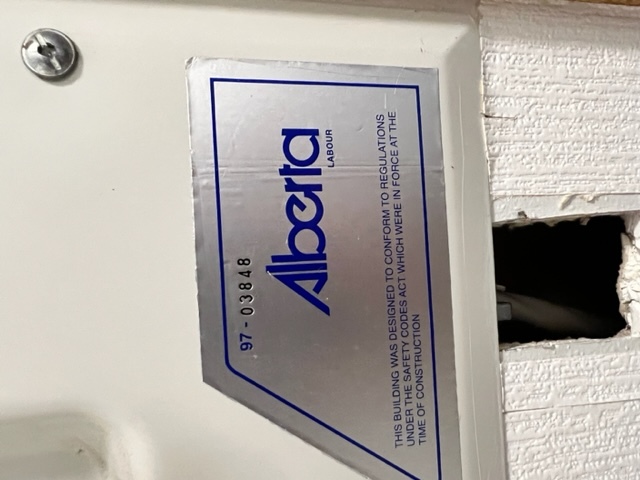 97-03848
Alberta
LABOUR
THIS BUILDING WAS DESIGNED TO CONFORM TO REGULATIONS
UNDER THE SAFETY CODES ACT WHICH WERE IN FORCE AT THE
TIME OF CONSTRUCTION